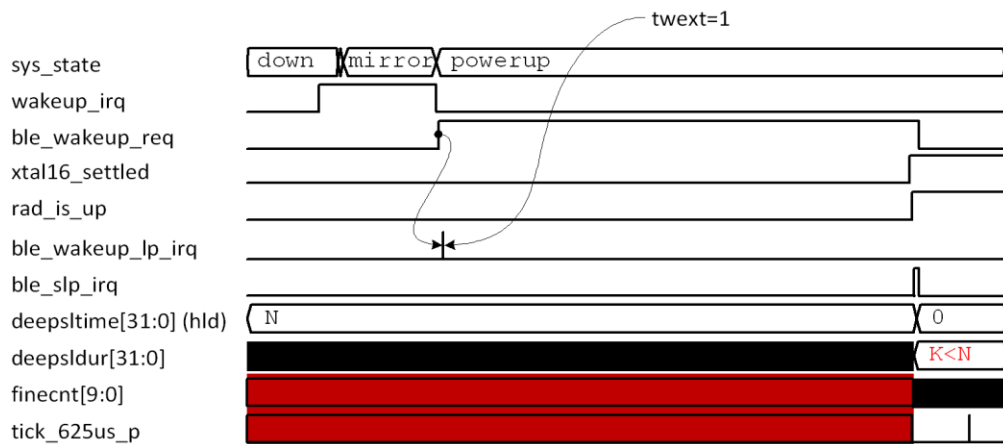 twext=1
sys_state down mirror powerup
wakeup_irq
ble_wakeup_req
xtal16_settled
rad_is_up
ble_wakeup_lp_irq
ble_slp_irq
deepsltime[31:0] (hld) N 0
deepsldur[31:0] K<N
finecnt[9:0]
tick_625us_p